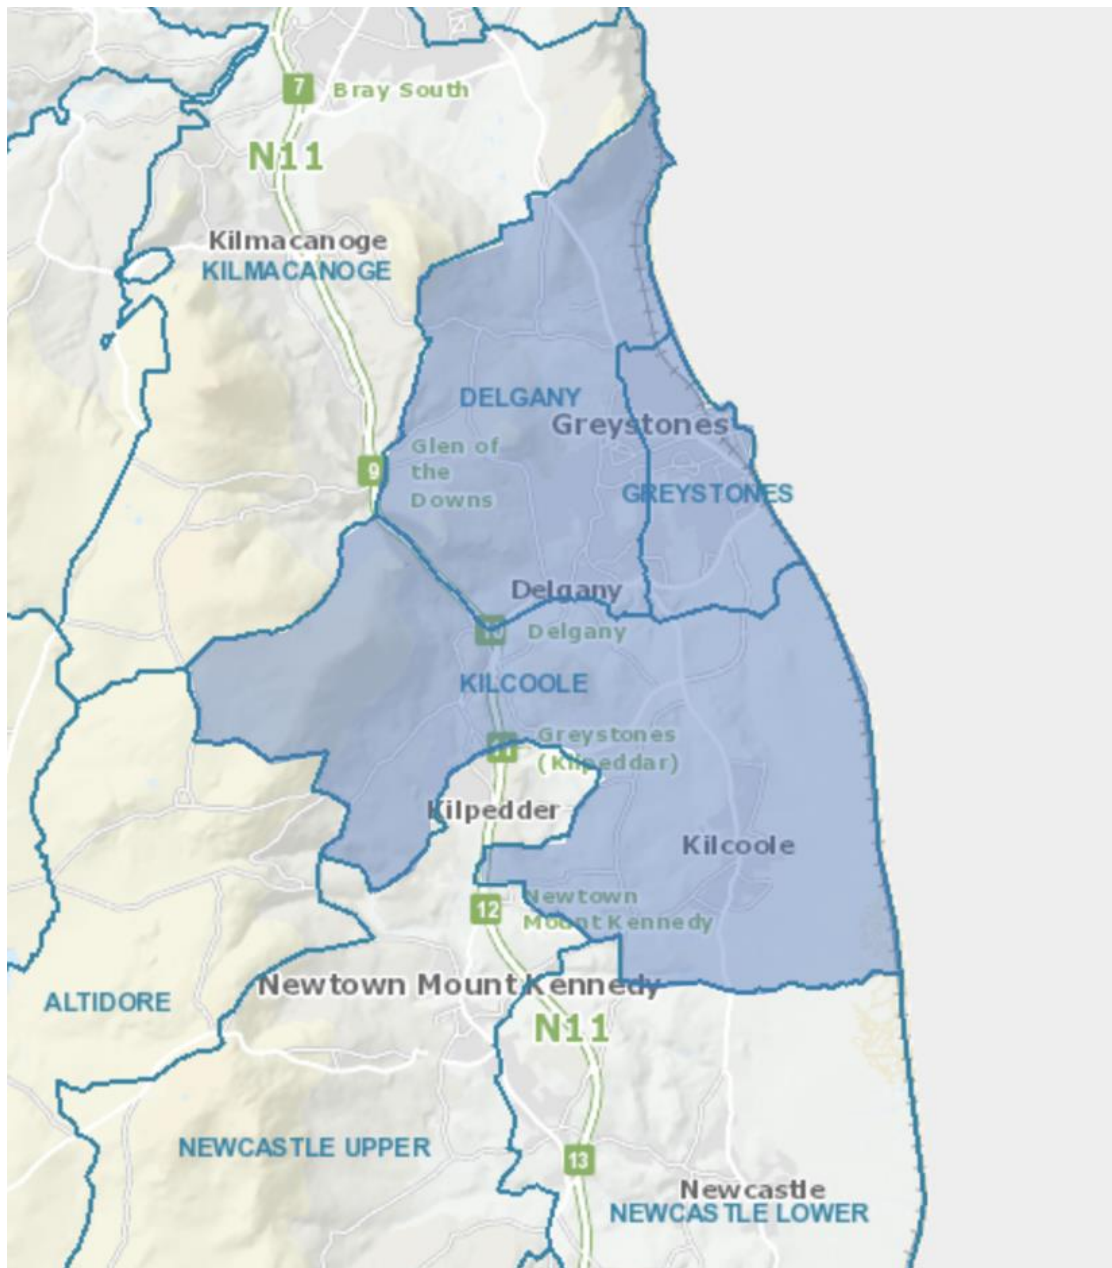 7
Bray South
N11
Kilmacanoge
KILMACANOGE
DELGANY
Greystones
9
Glen of
the
Downs
GREYSTONES
Delgany
10
Delgany
KILCOOLE
11
Greystones
(Kilpeddar)
Kilpedder
Kilcoole
12
Newtown
Mount Kennedy
Newtown Mount Kennedy
ALTIDORE
N11
NEWCASTLE UPPER
13
Newcastle
NEWCASTLE LOWER